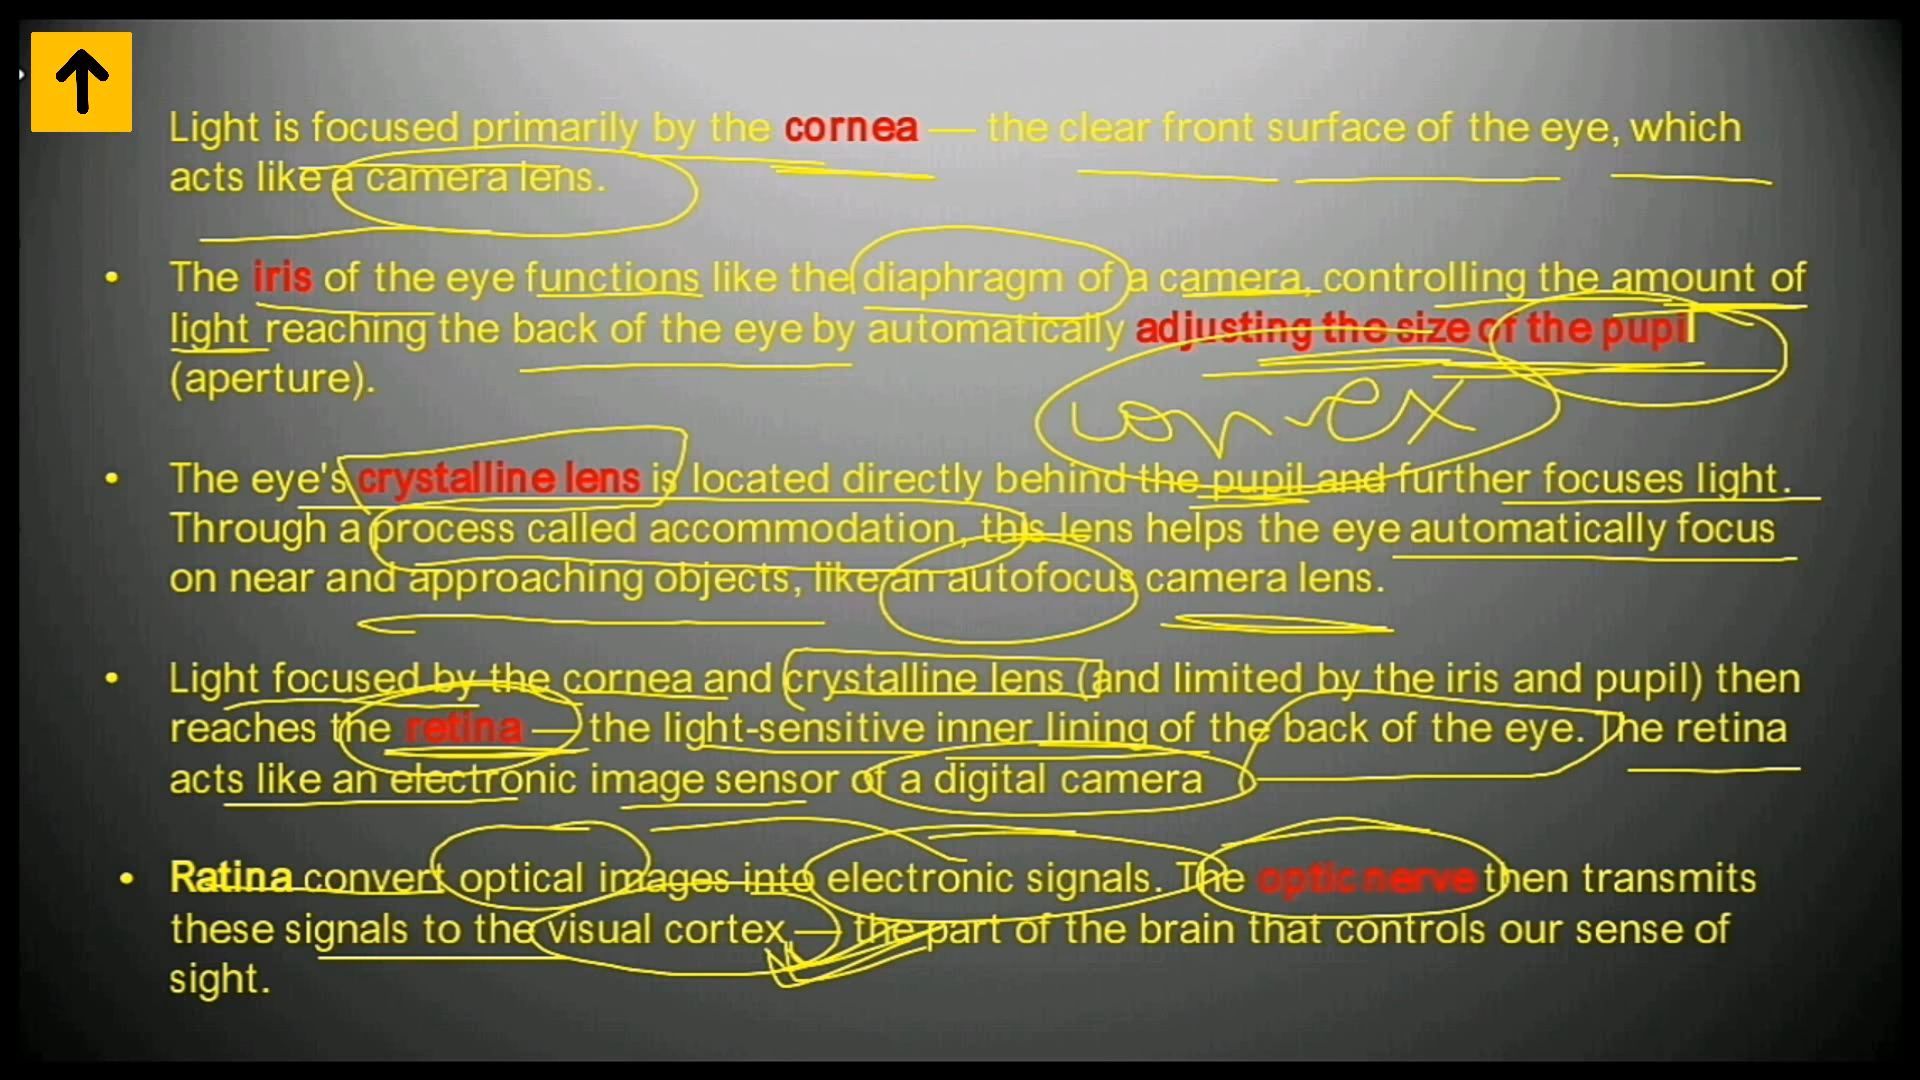 Light is focused primarily by the cornea — the clear front surface of the eye, which
acts like a camera lens.
• The iris of the eye functions like the diaphragm of a camera, controlling the amount of
light reaching the back of the eye by automatically adjusting the size of the pupil
(aperture).
convex
• The eye's crystalline lens is located directly behind the pupil and further focuses light.
Through a process called accommodation, this lens helps the eye automatically focus
on near and approaching objects, like an autofocus camera lens.
• Light focused by the cornea and crystalline lens (and limited by the iris and pupil) then
reaches the retina — the light-sensitive inner lining of the back of the eye. The retina
acts like an electronic image sensor of a digital camera
• Ratina convert optical images into electronic signals. The optic nerve then transmits
these signals to the visual cortex — the part of the brain that controls our sense of
sight.